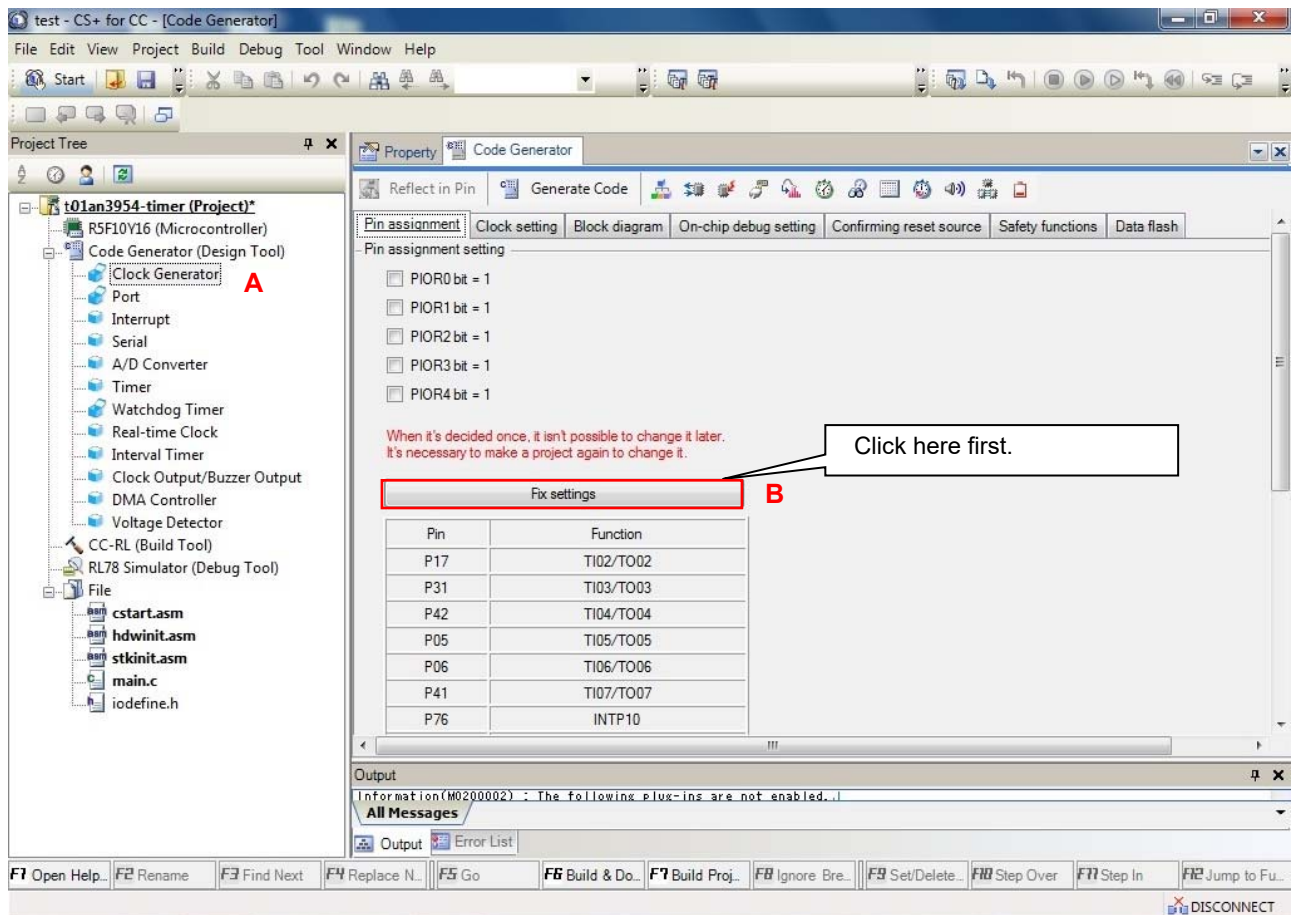 test - CS+ for CC - [Code Generator]
File Edit View Project Build Debug Tool Window Help
Start
Project Tree
Property Code Generator
Reflect in Pin Generate Code
t01an3954-timer (Project)*
R5F10Y16 (Microcontroller)
Code Generator (Design Tool)
Clock Generator
A
Port
Interrupt
Serial
A/D Converter
Timer
Watchdog Timer
Real-time Clock
Interval Timer
Clock Output/Buzzer Output
DMA Controller
Voltage Detector
CC-RL (Build Tool)
RL78 Simulator (Debug Tool)
File
cstart.asm
hdwinit.asm
stkinit.asm
main.c
iodefine.h
Pin assignment Clock setting Block diagram On-chip debug setting Confirming reset source Safety functions Data flash
Pin assignment setting
PIOR0 bit = 1
PIOR1 bit = 1
PIOR2 bit = 1
PIOR3 bit = 1
PIOR4 bit = 1
When it's decided once, it isn't possible to change it later.
It's necessary to make a project again to change it.
Click here first.
Fix settings
B
Pin Function
P17 TI02/TO02
P31 TI03/TO03
P42 TI04/TO04
P05 TI05/TO05
P06 TI06/TO06
P41 TI07/TO07
P76 INTP10
Output
Information(M0200002) : The following plug-ins are not enabled.
All Messages
Output Error List
F1 Open Help... F2 Rename F3 Find Next F4 Replace N... F5 Go F6 Build & Do... F7 Build Proj... F8 Ignore Bre... F9 Set/Delete... F10 Step Over F11 Step In F12 Jump to Fu...
DISCONNECT